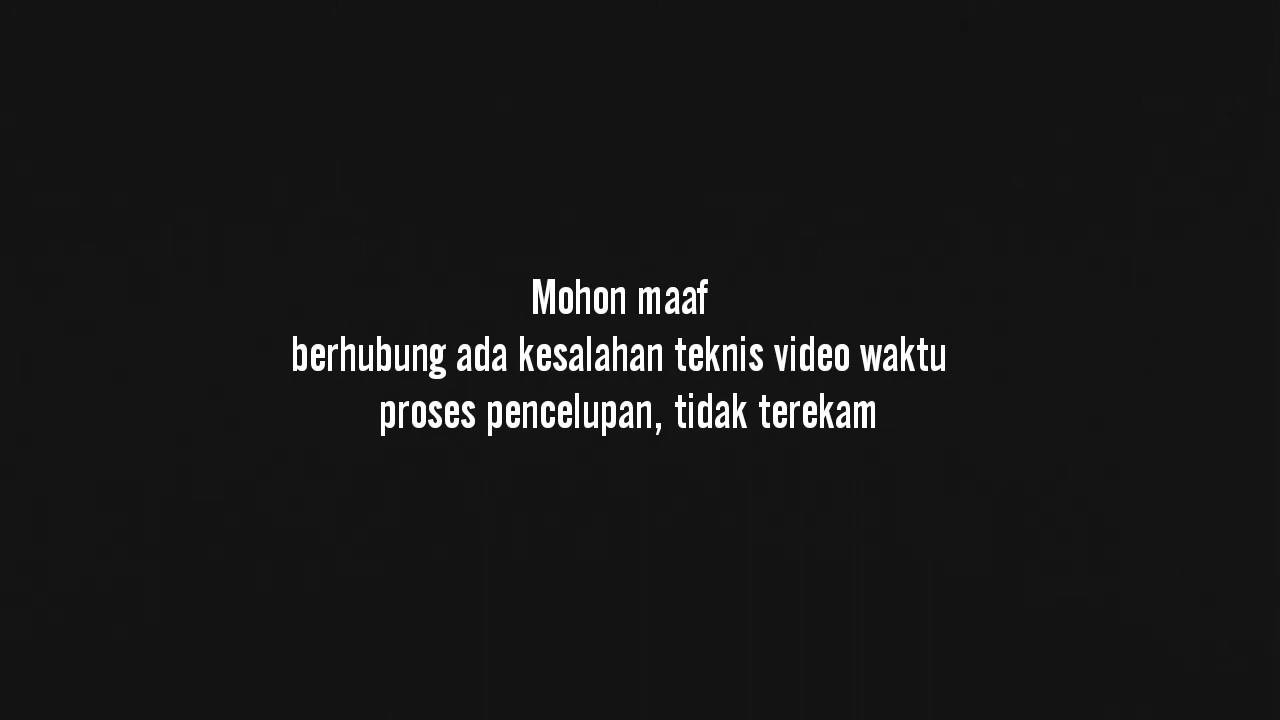 Mohon maaf
berhubung ada kesalahan teknis video waktu
proses pencelupan, tidak terekam